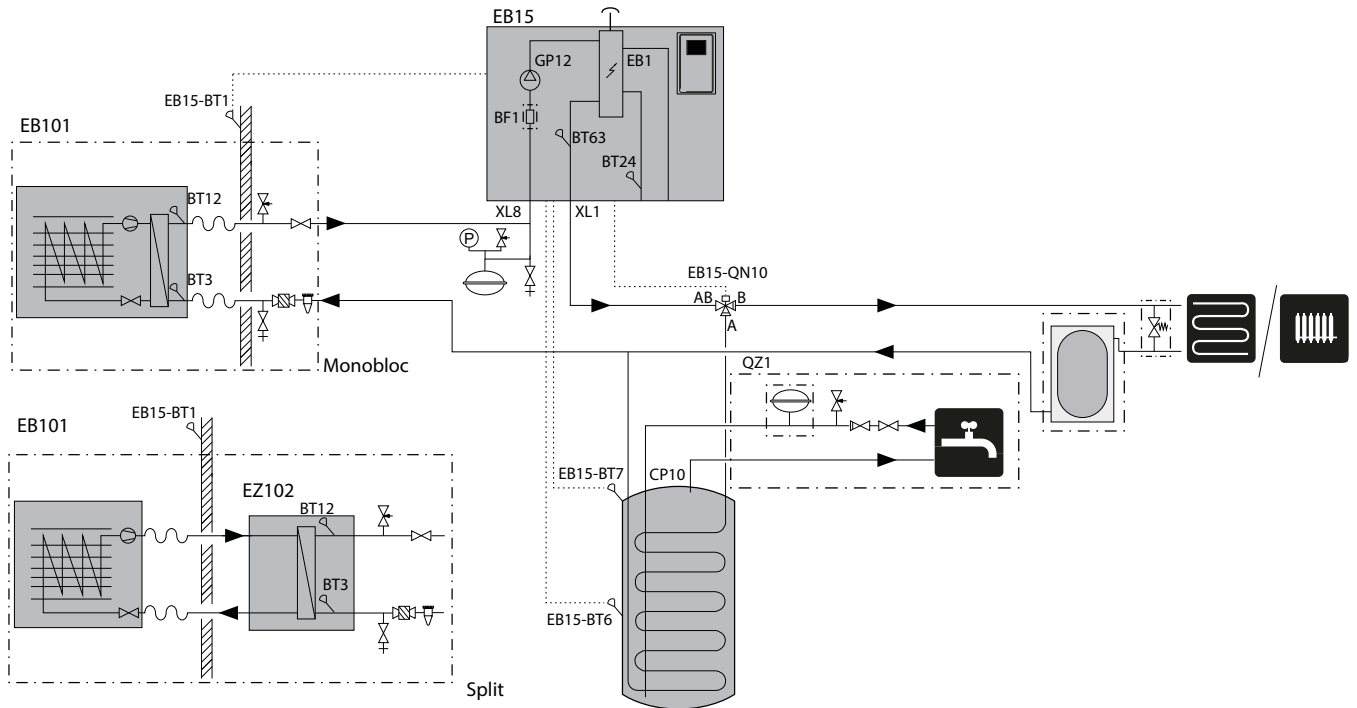 EB15
GP12
EB1
BF1
BT63
BT24
XL8
XL1
EB15-BT1
EB101
BT12
BT3
Monobloc
P
EB15-QN10
AB
B
A
QZ1
EB15-BT7
CP10
EB15-BT6
EB15-BT1
EB101
EZ102
BT12
BT3
Split